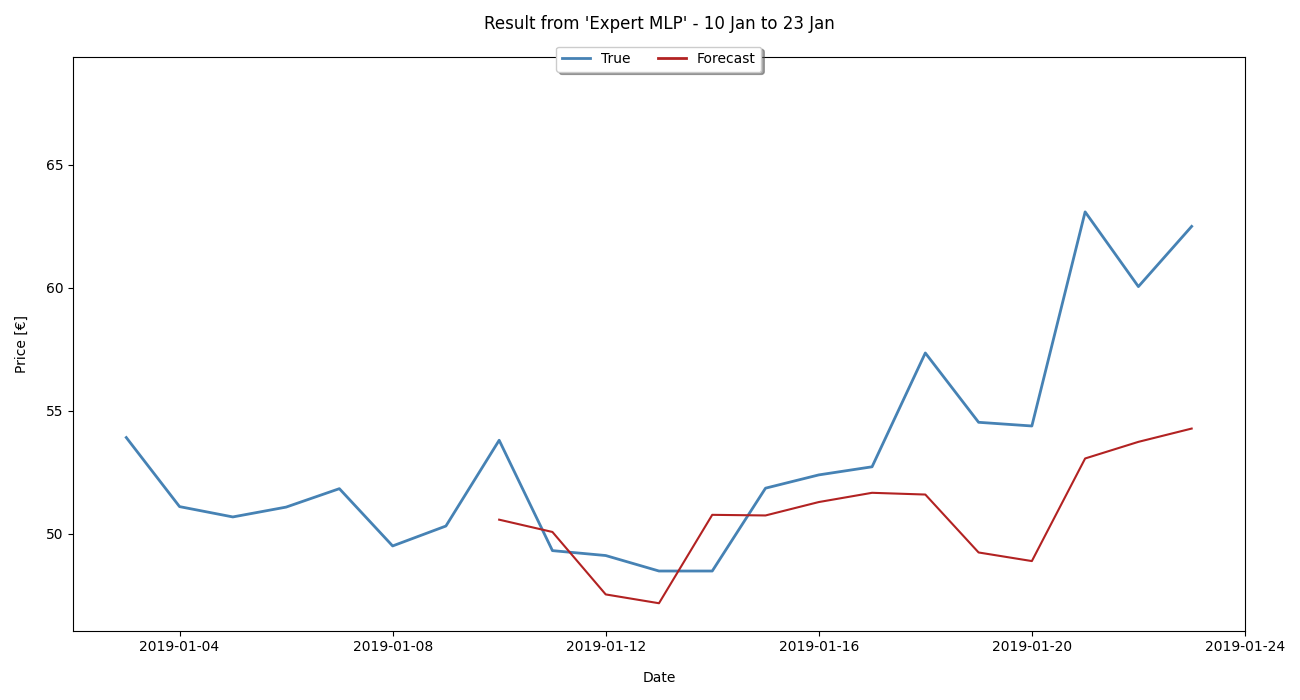 Result from 'Expert MLP' - 10 Jan to 23 Jan
True Forecast
65
60
55
50
Price [€]
2019-01-04 2019-01-08 2019-01-12 2019-01-16 2019-01-20 2019-01-24
Date